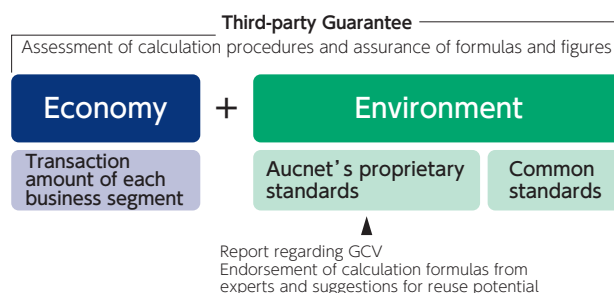 Third-party Guarantee
Assessment of calculation procedures and assurance of formulas and figures
Economy + Environment
Transaction
amount of each
business segment
Aucnet's proprietary
standards
Common
standards
Report regarding GCV
Endorsement of calculation formulas from
experts and suggestions for reuse potential